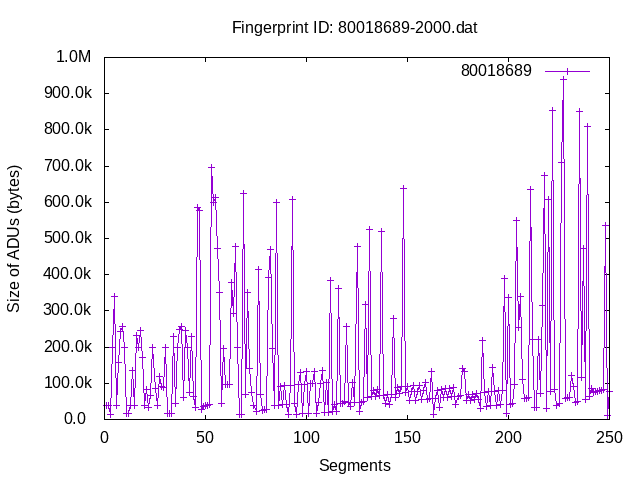 Fingerprint ID: 80018689-2000.dat
1.0M
80018689
900.0k
800.0k
700.0k
600.0k
500.0k
400.0k
300.0k
200.0k
100.0k
0.0
Size of ADUs (bytes)
0 50 100 150 200 250
Segments